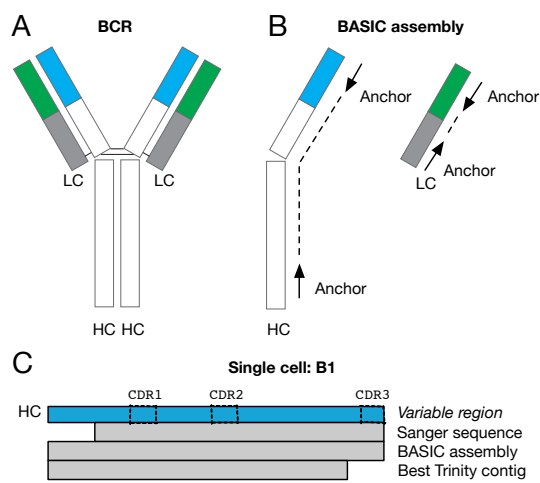 A
BCR
LC
LC
HC HC
B
BASIC assembly
Anchor
Anchor
Anchor
LC
Anchor
HC
C
Single cell: B1
CDR1 CDR2 CDR3
HC
Variable region
Sanger sequence
BASIC assembly
Best Trinity contig